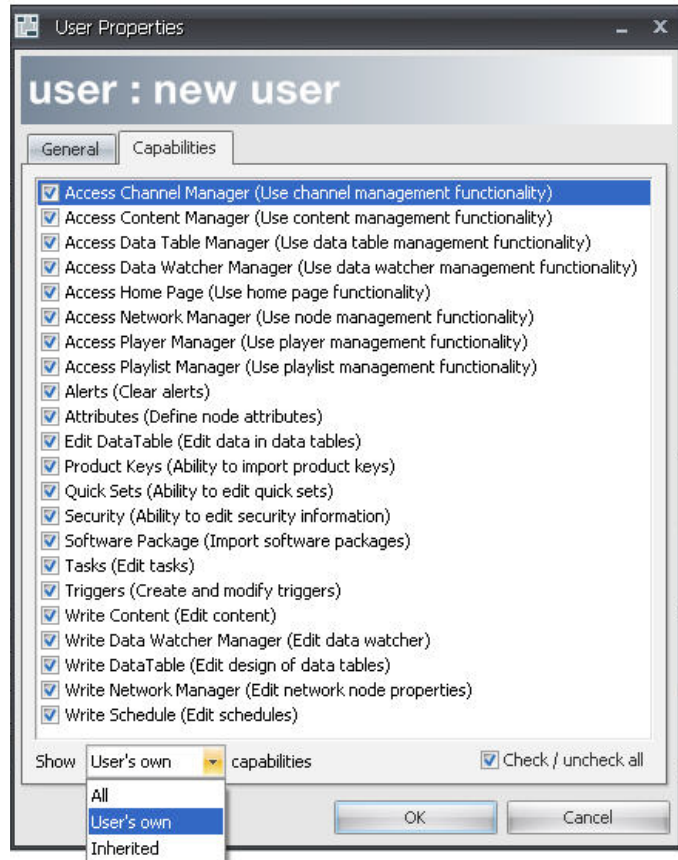 User Properties
user : new user
General Capabilities
Access Channel Manager (Use channel management functionality)
Access Content Manager (Use content management functionality)
Access Data Table Manager (Use data table management functionality)
Access Data Watcher Manager (Use data watcher management functionality)
Access Home Page (Use home page functionality)
Access Network Manager (Use node management functionality)
Access Player Manager (Use player management functionality)
Access Playlist Manager (Use playlist management functionality)
Alerts (Clear alerts)
Attributes (Define node attributes)
Edit DataTable (Edit data in data tables)
Product Keys (Ability to import product keys)
Quick Sets (Ability to edit quick sets)
Security (Ability to edit security information)
Software Package (Import software packages)
Tasks (Edit tasks)
Triggers (Create and modify triggers)
Write Content (Edit content)
Write Data Watcher Manager (Edit data watcher)
Write DataTable (Edit design of data tables)
Write Network Manager (Edit network node properties)
Write Schedule (Edit schedules)
Show User's own capabilities Check / uncheck all
All
User's own
Inherited
OK Cancel